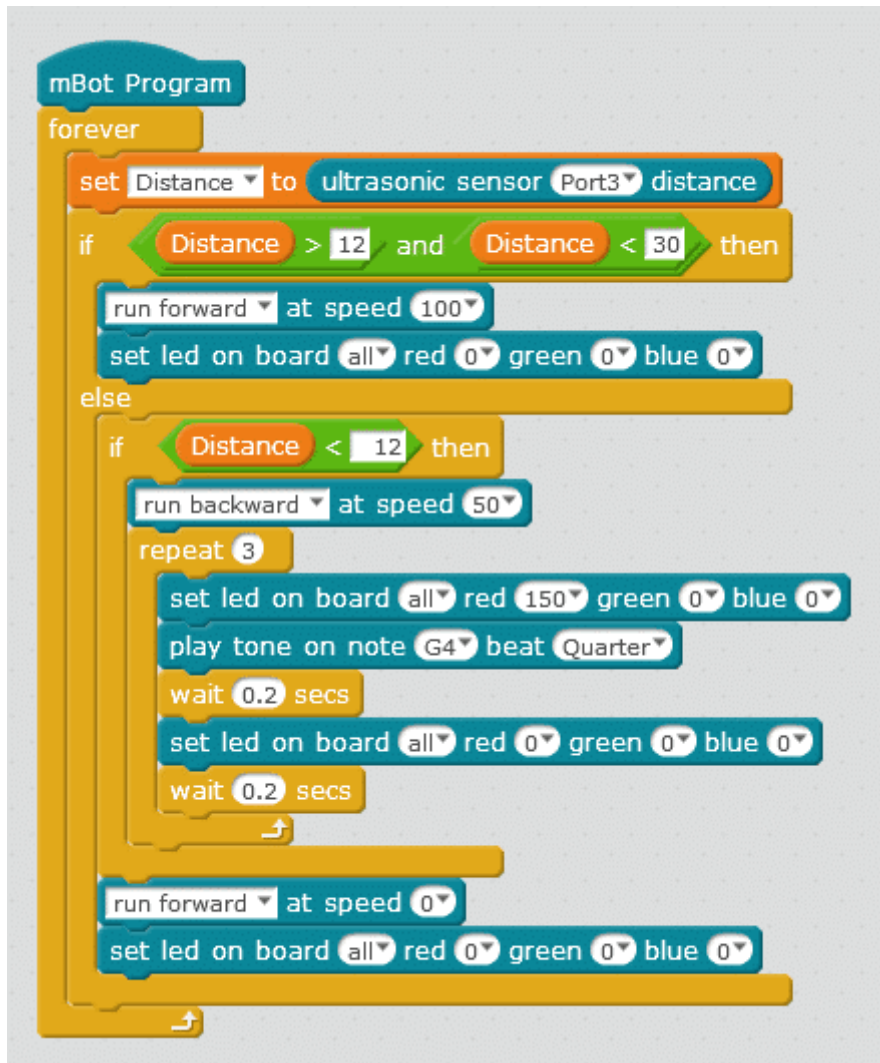 mBot Program
forever
set Distance to ultrasonic sensor Port3 distance
if Distance > 12 and Distance < 30 then
run forward at speed 100
set led on board all red 0 green 0 blue 0
else
if Distance < 12 then
run backward at speed 50
repeat 3
set led on board all red 150 green 0 blue 0
play tone on note G4 beat Quarter
wait 0.2 secs
set led on board all red 0 green 0 blue 0
wait 0.2 secs
run forward at speed 0
set led on board all red 0 green 0 blue 0